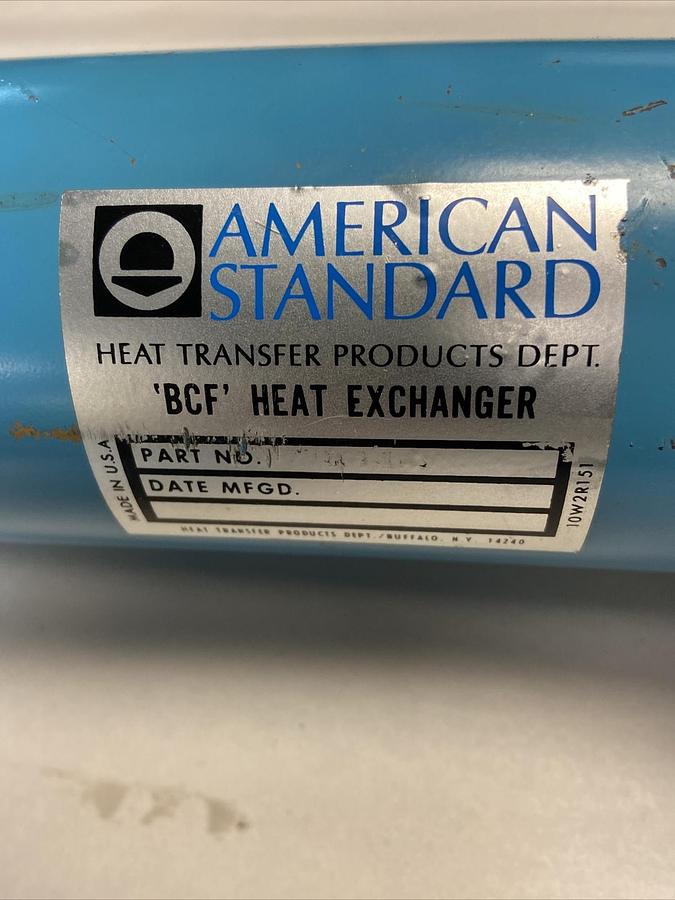 AMERICAN
STANDARD
HEAT TRANSFER PRODUCTS DEPT.
'BCF' HEAT EXCHANGER
PART NO.
DATE MFGD.
MADE IN U.S.A.
10W2R151
HEAT TRANSFER PRODUCTS DEPT./BUFFALO, N.Y. 14240